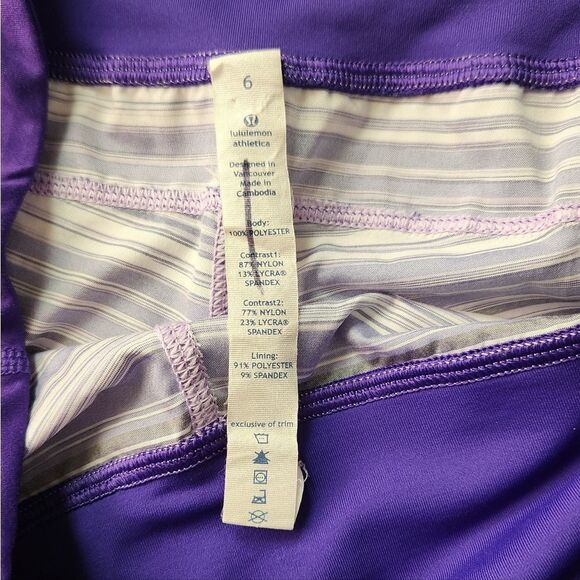 6
lululemon
athletica
Designed in
Vancouver
Made in
Cambodia
Body:
100% POLYESTER
Contrast1:
87% NYLON
13% LYCRA®
SPANDEX
Contrast2:
77% NYLON
23% LYCRA®
SPANDEX
Lining:
91% POLYESTER
9% SPANDEX
exclusive of trim